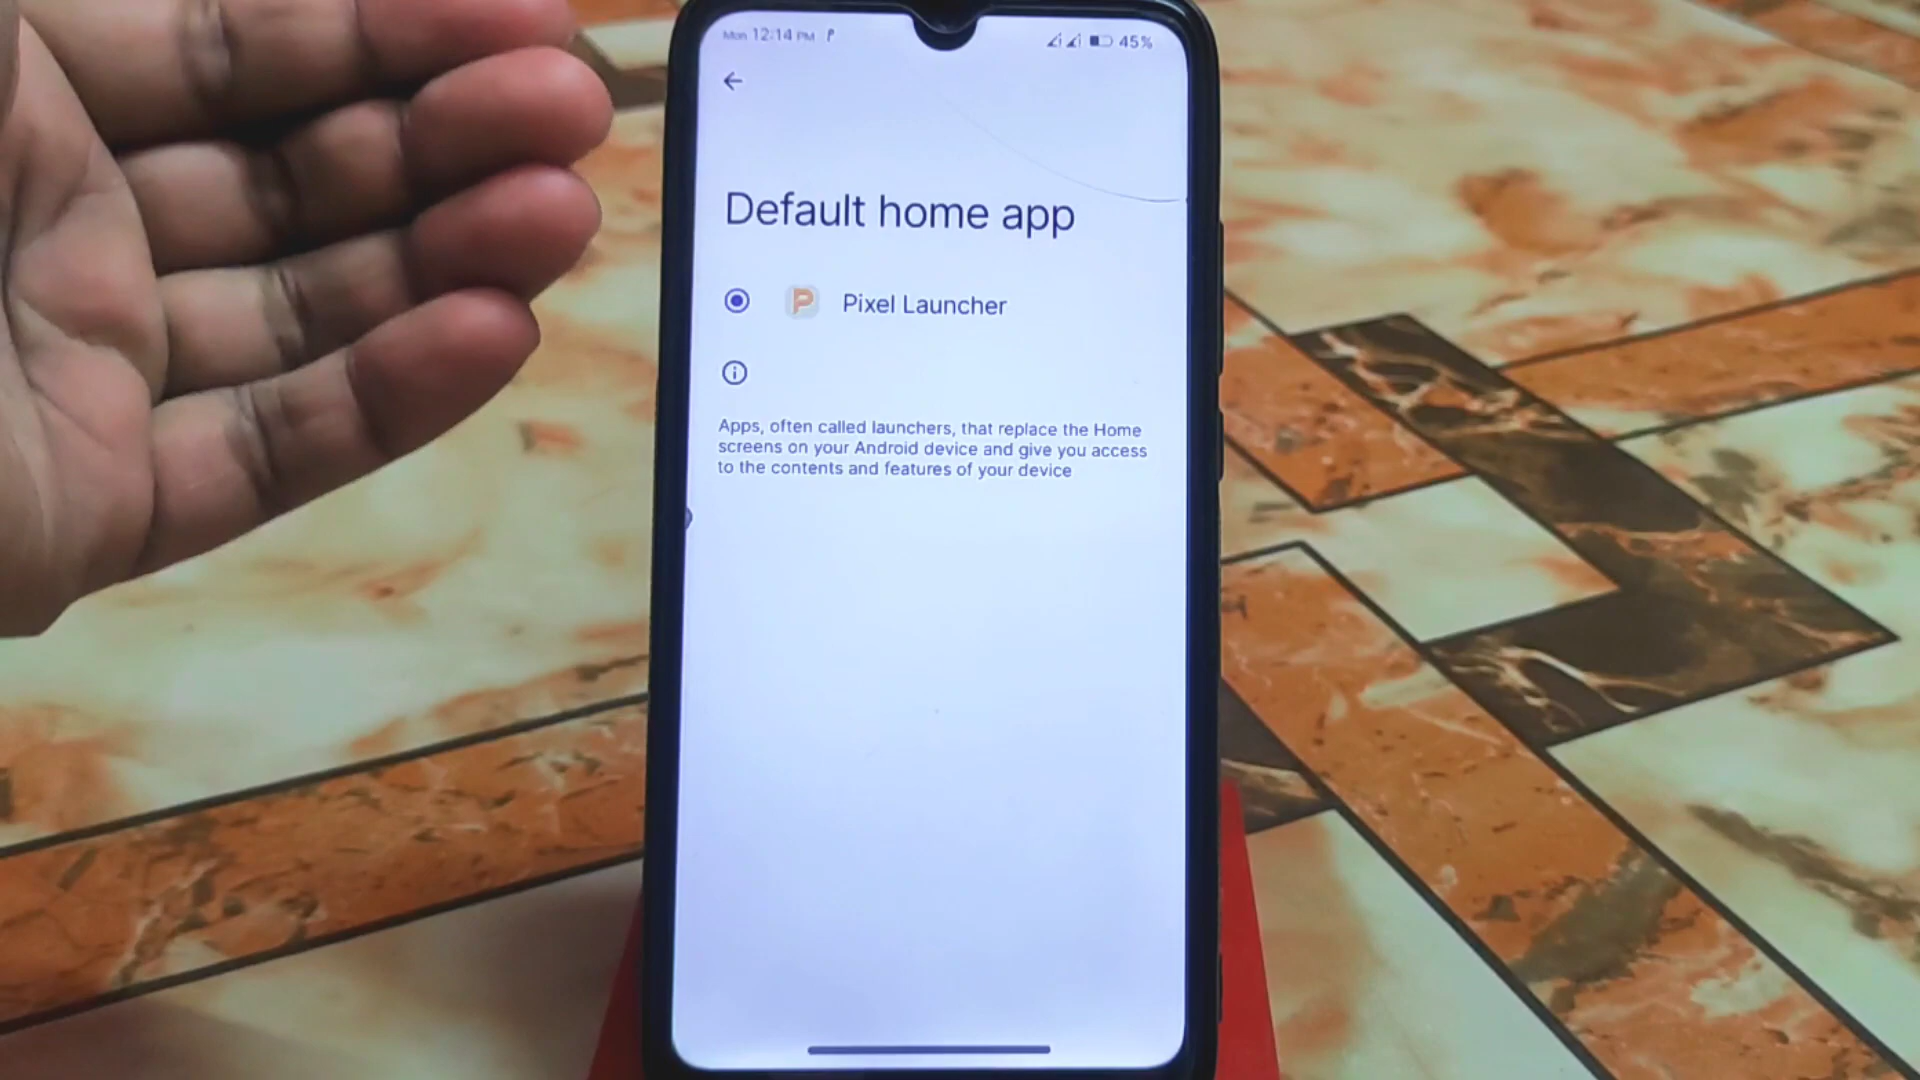 Mon 12:14 PM
45%
Default home app
P Pixel Launcher
Apps, often called launchers, that replace the Home
screens on your Android device and give you access
to the contents and features of your device